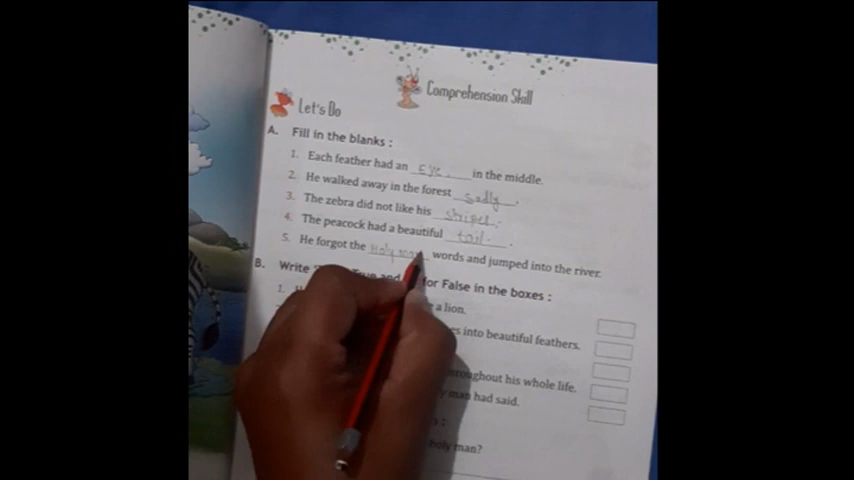 Comprehension Skill
Let's Do
A. Fill in the blanks :
1. Each feather had an Eye in the middle.
2. He walked away in the forest sadly.
3. The zebra did not like his stripes.
4. The peacock had a beautiful tail.
5. He forgot the Holy words and jumped into the river.
B. Write True and for False in the boxes :
1. a lion.
into beautiful feathers.
throughout his whole life.
man had said.
holy man?